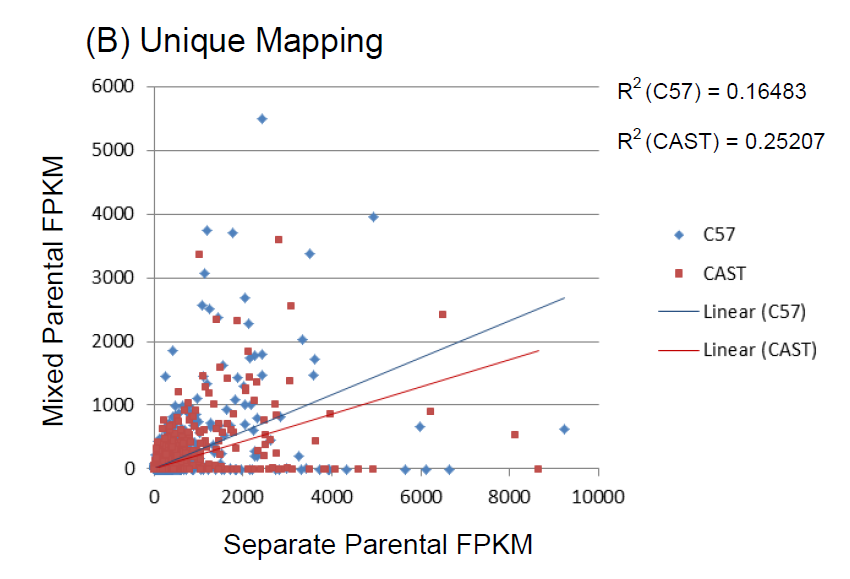 (B) Unique Mapping
R2 (C57) = 0.16483
R2 (CAST) = 0.25207
Mixed Parental FPKM
6000
5000
4000
3000
2000
1000
0
C57
CAST
Linear (C57)
Linear (CAST)
0 2000 4000 6000 8000 10000
Separate Parental FPKM